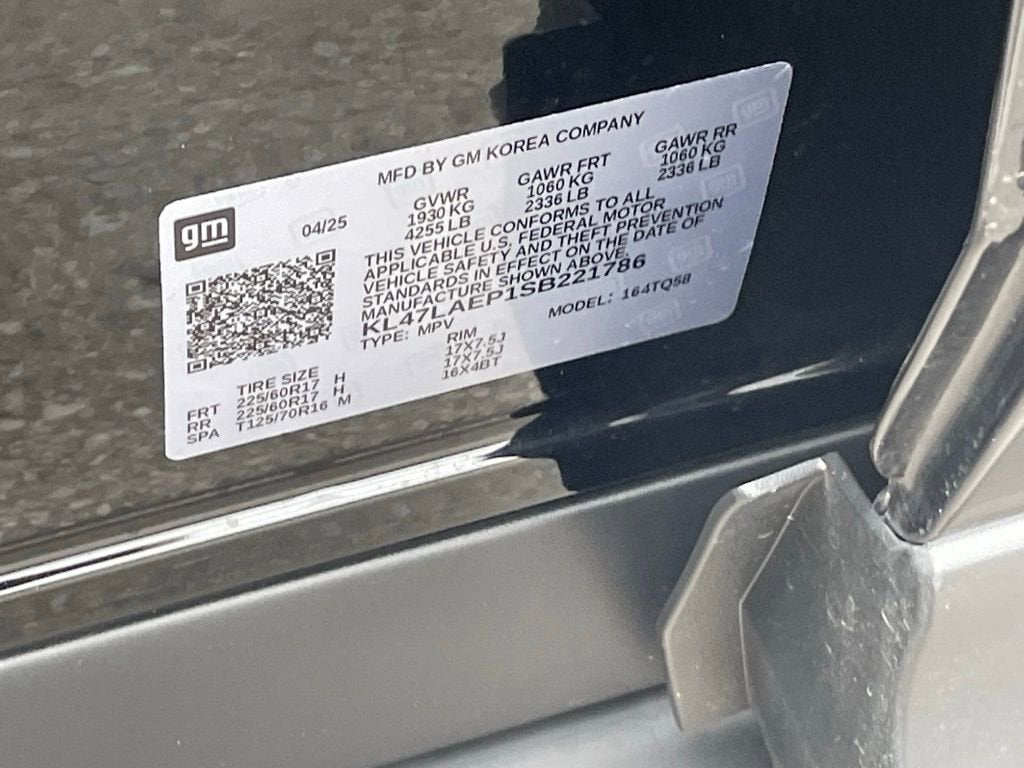 MFD BY GM KOREA COMPANY
gm
04/25
GVWR GAWR FRT GAWR RR
1930 KG 1060 KG 1060 KG
4255 LB 2336 LB 2336 LB
THIS VEHICLE CONFORMS TO ALL
APPLICABLE U.S. FEDERAL MOTOR
VEHICLE SAFETY AND THEFT PREVENTION
STANDARDS IN EFFECT ON THE DATE OF
MANUFACTURE SHOWN ABOVE.
KL47LAEP1SB221786
TYPE: MPV MODEL: 164TQ58
TIRE SIZE RIM
FRT 225/60R17 H 17X7.5J
RR 225/60R17 H 17X7.5J
SPA T125/70R16 M 16X4BT